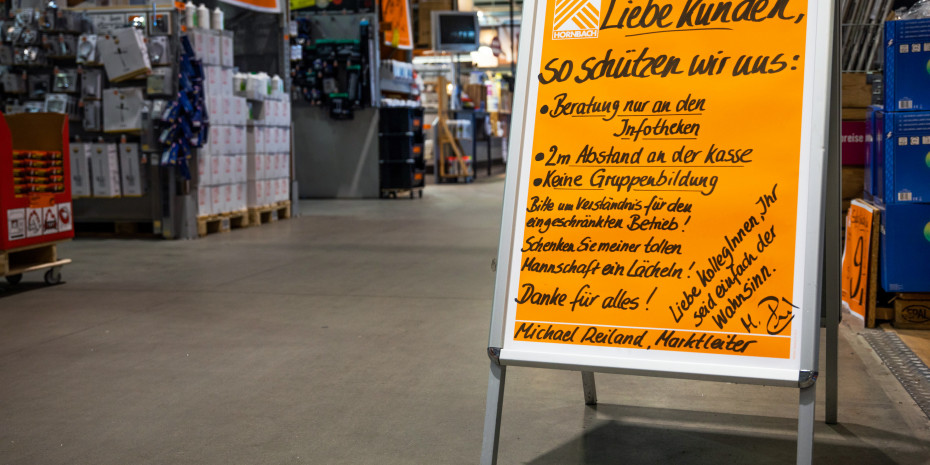 HORNBACH
Liebe Kunden,
so schützen wir uns:
• Beratung nur an den
Infotheken
• 2m Abstand an der Kasse
• Keine Gruppenbildung
Bitte um Verständnis für den
eingeschränkten Betrieb!
Schenken Sie meiner tollen
Mannschaft ein Lächeln!
Danke für alles!
Liebe KollegInnen, Ihr
seid einfach der
Wahnsinn.
Michael Reiland, Marktleiter